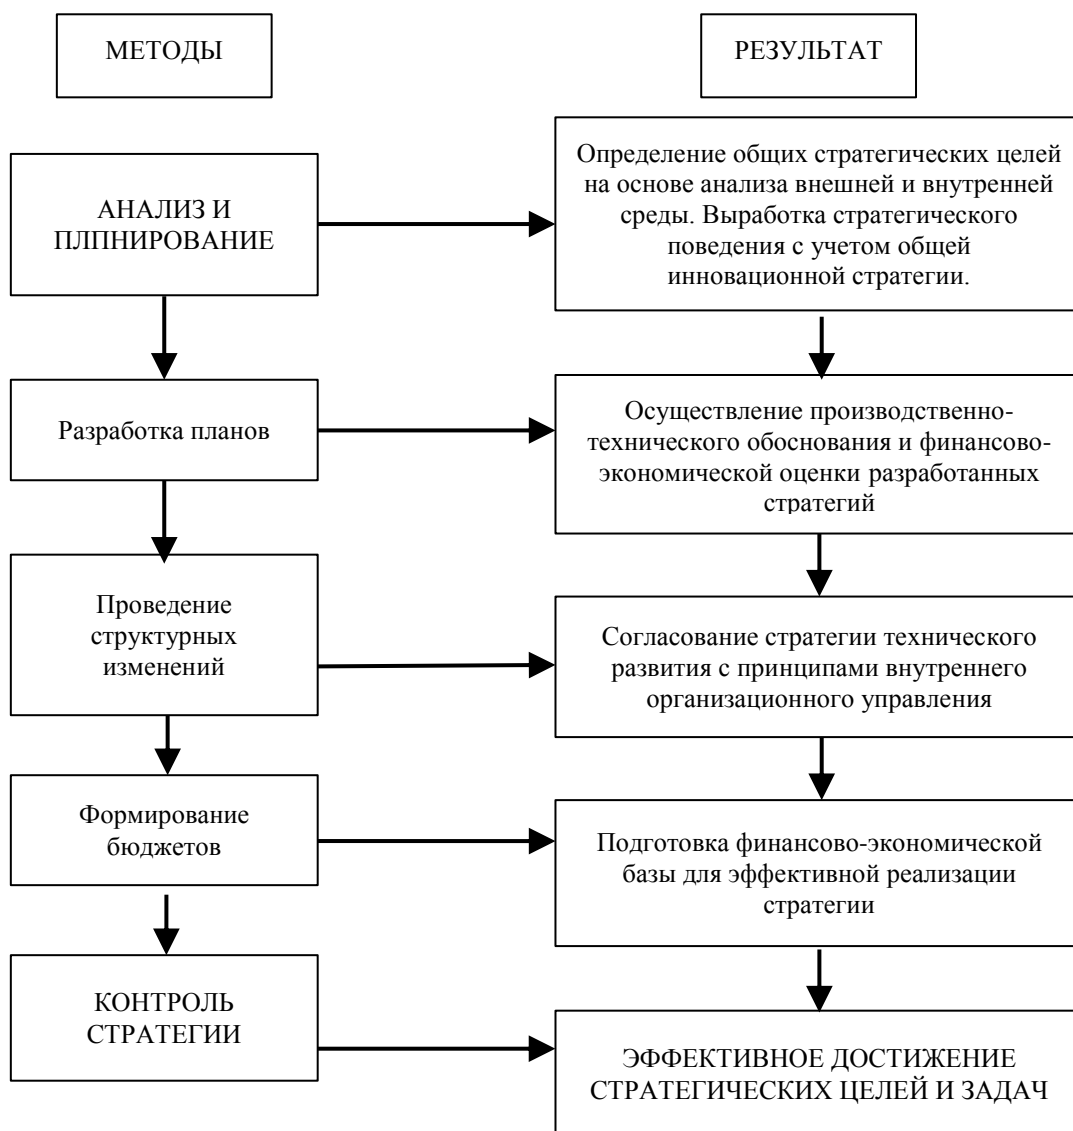 МЕТОДЫ
РЕЗУЛЬТАТ
АНАЛИЗ И
ПЛПНИРОВАНИЕ
Определение общих стратегических целей
на основе анализа внешней и внутренней
среды. Выработка стратегического
поведения с учетом общей
инновационной стратегии.
Разработка планов
Осуществление производственно-
технического обоснования и финансово-
экономической оценки разработанных
стратегий
Проведение
структурных
изменений
Согласование стратегии технического
развития с принципами внутреннего
организационного управления
Формирование
бюджетов
Подготовка финансово-экономической
базы для эффективной реализации
стратегии
КОНТРОЛЬ
СТРАТЕГИИ
ЭФФЕКТИВНОЕ ДОСТИЖЕНИЕ
СТРАТЕГИЧЕСКИХ ЦЕЛЕЙ И ЗАДАЧ